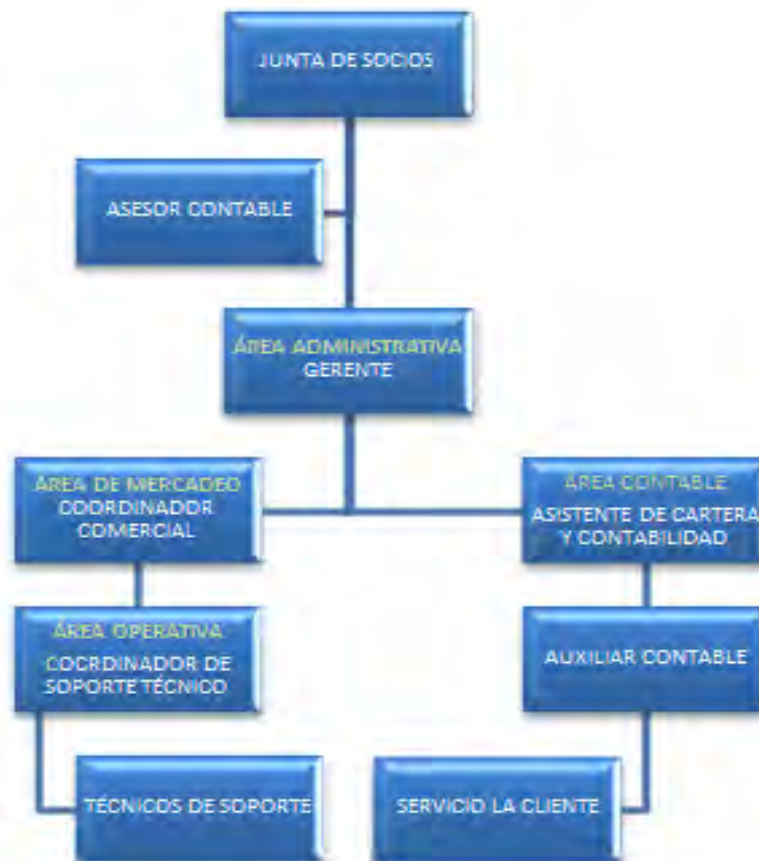 JUNTA DE SOCIOS
ASESOR CONTABLE
ÁREA ADMINISTRATIVA
GERENTE
ÁREA DE MERCADEO
COORDINADOR
COMERCIAL
ÁREA CONTABLE
ASISTENTE DE CARTERA
Y CONTABILIDAD
ÁREA OPERATIVA
COORDINADOR DE
SOPORTE TÉCNICO
AUXILIAR CONTABLE
TÉCNICOS DE SOPORTE
SERVICIO LA CLIENTE